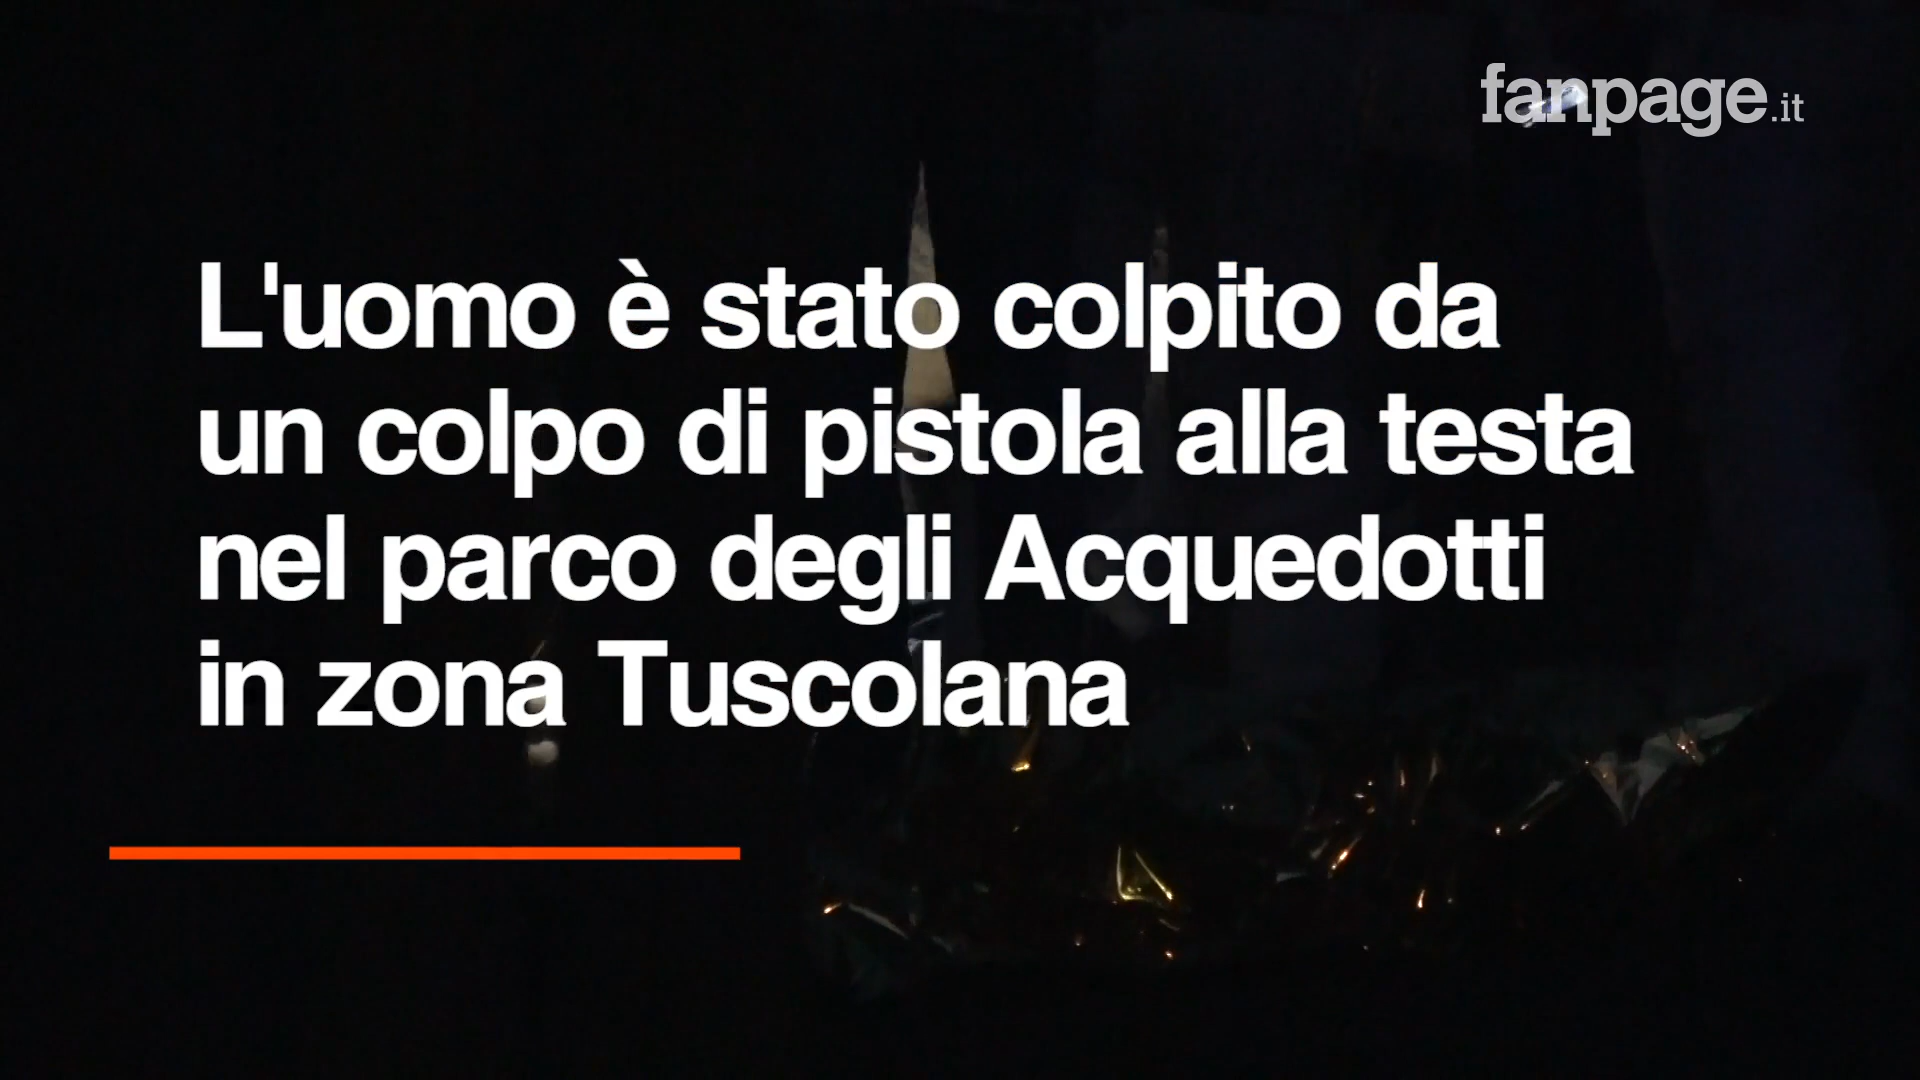 fanpage.it
L'uomo è stato colpito da
un colpo di pistola alla testa
nel parco degli Acquedotti
in zona Tuscolana